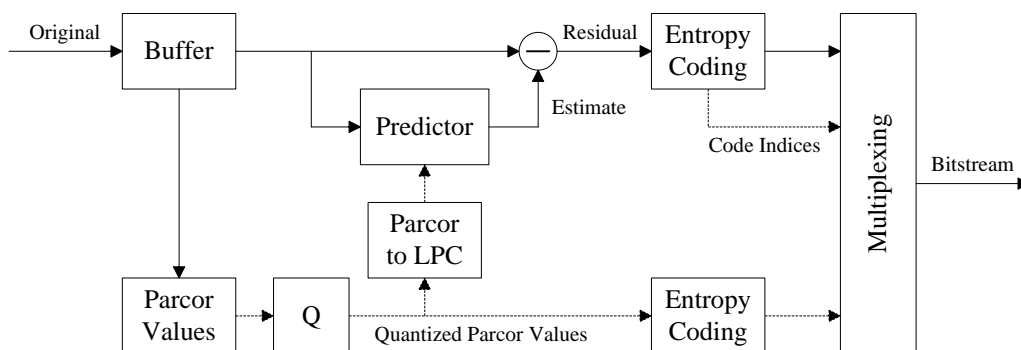 Original
Buffer
Residual
Entropy
Coding
Estimate
Predictor
Code Indices
Multiplexing
Bitstream
Parcor
to LPC
Parcor
Values
Q
Quantized Parcor Values
Entropy
Coding